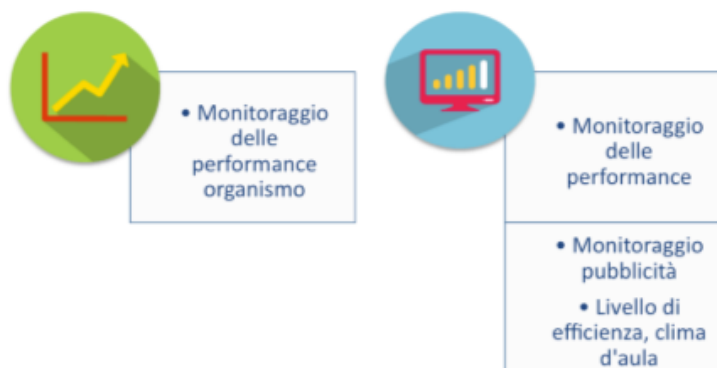 • Monitoraggio
delle
performance
organismo
• Monitoraggio
delle
performance
• Monitoraggio
pubblicità
• Livello di
efficienza, clima
d'aula